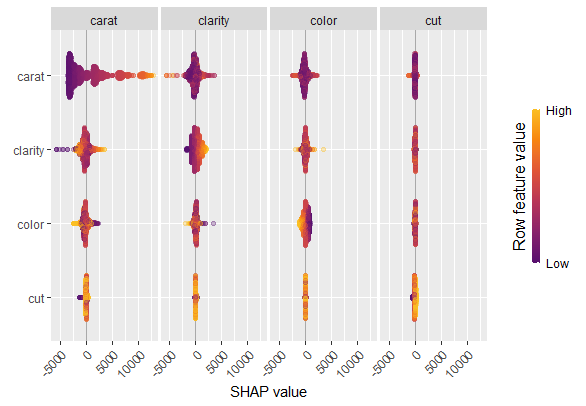 carat clarity color cut
carat
clarity
color
cut
-5000 0 5000 10000 -5000 0 5000 10000 -5000 0 5000 10000 -5000 0 5000 10000
SHAP value
High
Row feature value
Low